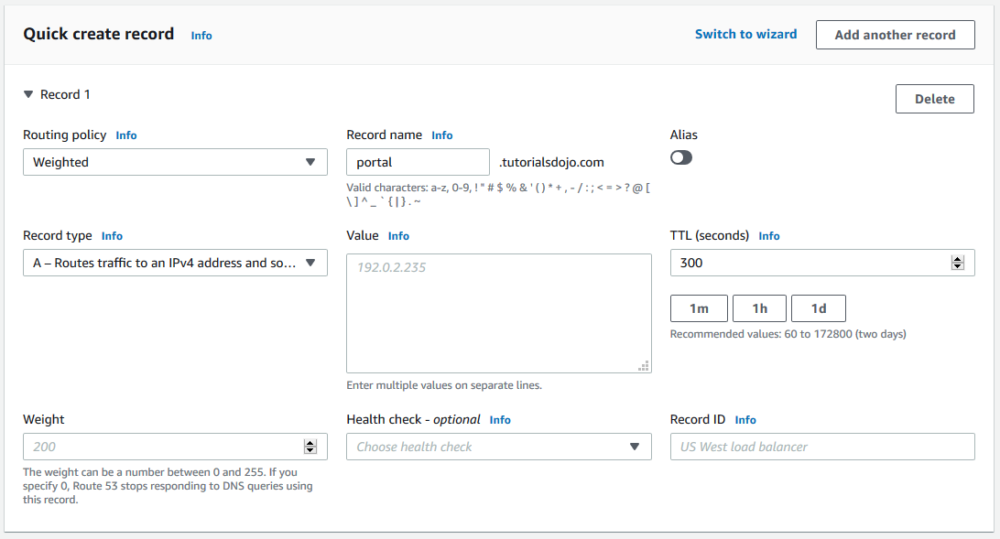 Quick create record Info
Switch to wizard
Add another record
Record 1
Delete
Routing policy Info
Weighted
Record name Info
portal
.tutorialsdojo.com
Valid characters: a-z, 0-9, ! " # $ % & ' ( ) * + , - / : ; < = > ? @ [
\ ] ^ _ ` { | } . ~
Alias
Record type Info
A – Routes traffic to an IPv4 address and so...
Value Info
192.0.2.235
Enter multiple values on separate lines.
TTL (seconds) Info
300
1m
1h
1d
Recommended values: 60 to 172800 (two days)
Weight
200
The weight can be a number between 0 and 255. If you
specify 0, Route 53 stops responding to DNS queries using
this record.
Health check - optional Info
Choose health check
Record ID Info
US West load balancer